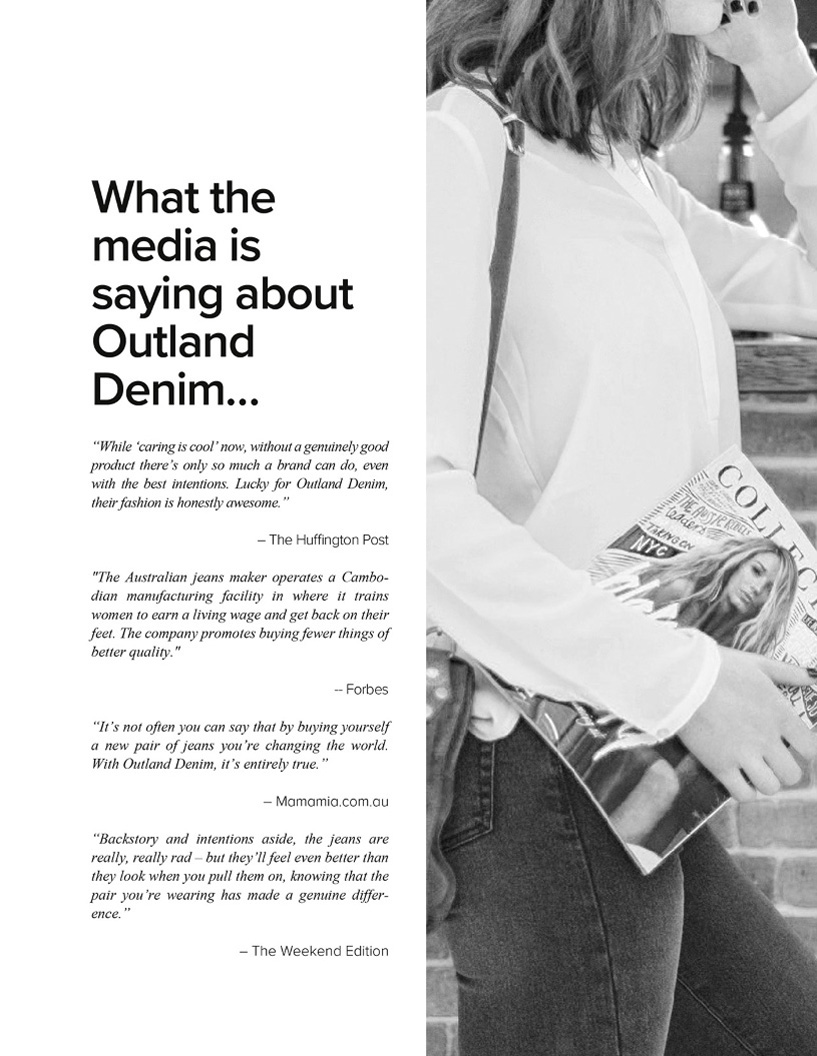 What the
media is
saying about
Outland
Denim...
“While ‘caring is cool’ now, without a genuinely good
product there’s only so much a brand can do, even
with the best intentions. Lucky for Outland Denim,
their fashion is honestly awesome.”
– The Huffington Post
"The Australian jeans maker operates a Cambo-
dian manufacturing facility in where it trains
women to earn a living wage and get back on their
feet. The company promotes buying fewer things of
better quality."
-- Forbes
“It’s not often you can say that by buying yourself
a new pair of jeans you’re changing the world.
With Outland Denim, it’s entirely true.”
– Mamamia.com.au
“Backstory and intentions aside, the jeans are
really, really rad – but they’ll feel even better than
they look when you pull them on, knowing that the
pair you’re wearing has made a genuine differ-
ence.”
– The Weekend Edition
COLLEC
TAKING ON
NYC